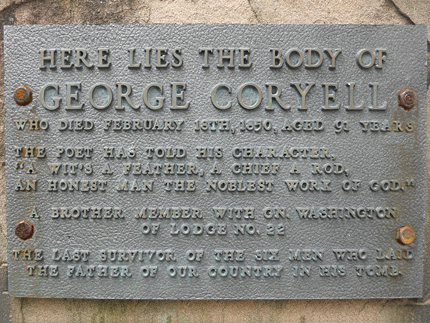 HERE LIES THE BODY OF
GEORGE CORYELL
WHO DIED FEBRUARY 18TH, 1850, AGED 91 YEARS
THE POET HAS TOLD HIS CHARACTER,
"A WIT'S A FEATHER, A CHIEF A ROD,
AN HONEST MAN THE NOBLEST WORK OF GOD."
A BROTHER MEMBER WITH GN. WASHINGTON
OF LODGE NO. 22
THE LAST SURVIVOR OF THE SIX MEN WHO LAID
THE FATHER OF OUR COUNTRY IN HIS TOMB.